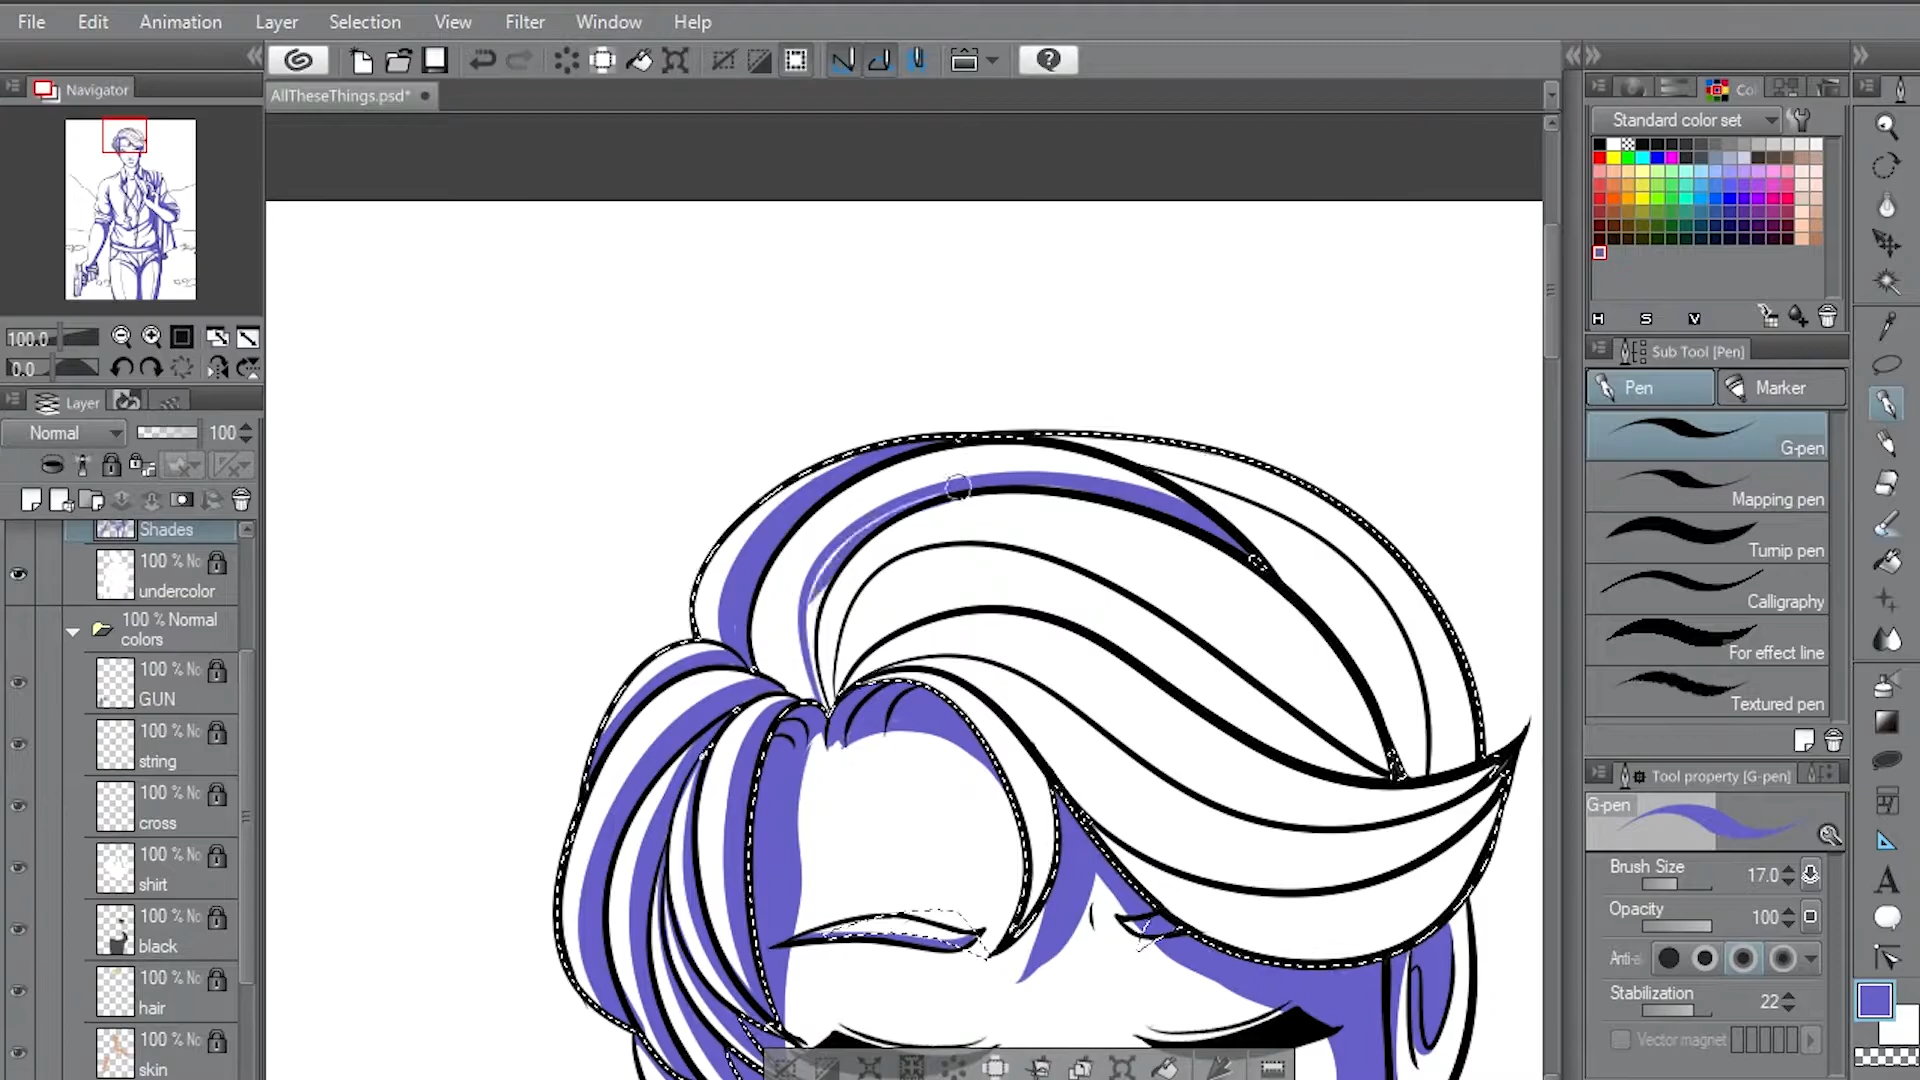 File Edit Animation Layer Selection View Filter Window Help
Navigator
AllTheseThings.psd*
Standard color set
100.0
0.0
H S V
Layer
Sub Tool [Pen]
Pen
Marker
Normal
100
G-pen
Mapping pen
Turnip pen
Calligraphy
For effect line
Textured pen
Shades
100 % No
undercolor
100 % Normal
colors
100 % No
GUN
100 % No
string
100 % No
cross
100 % No
shirt
100 % No
black
100 % No
hair
100 % No
skin
Tool property [G-pen]
G-pen
Brush Size 17.0
Opacity 100
Anti-a
Stabilization 22
Vector magnet